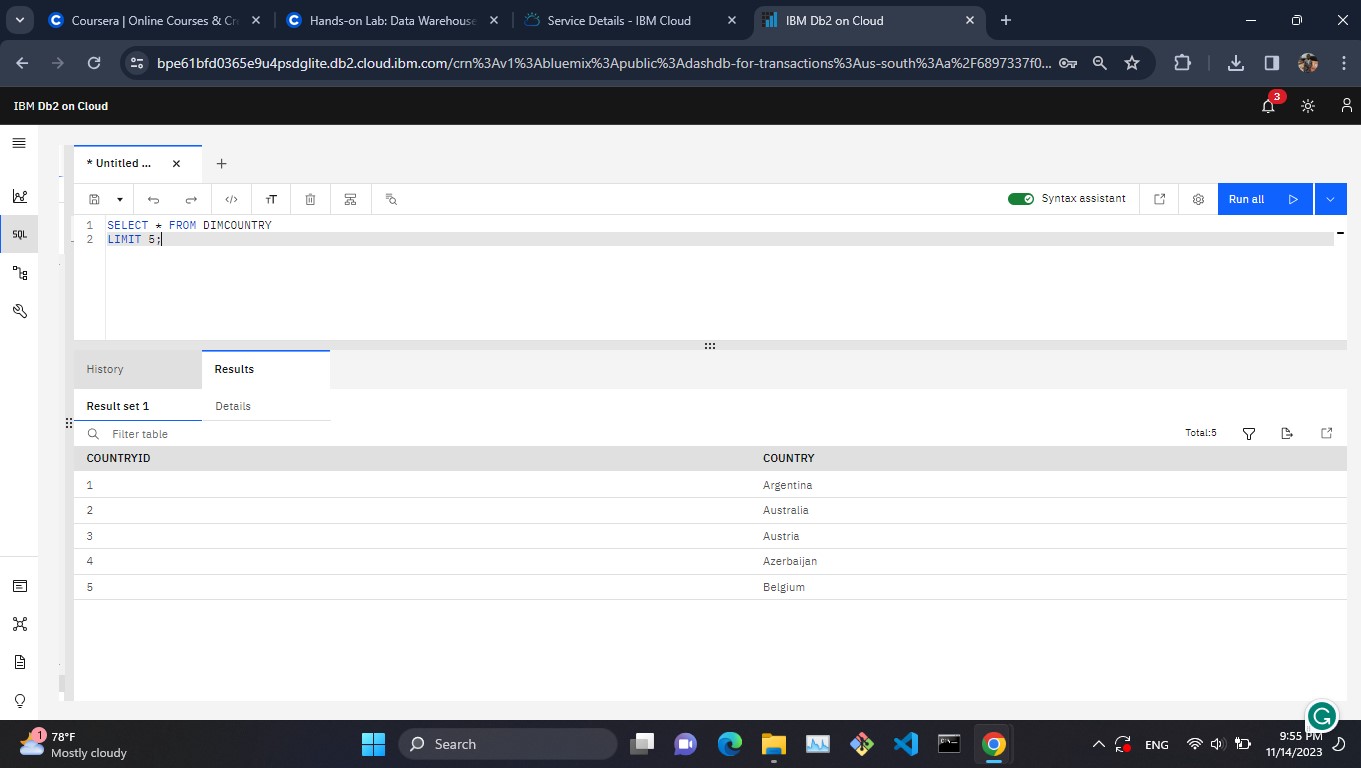 Coursera | Online Courses & Cr
Hands-on Lab: Data Warehouse
Service Details - IBM Cloud
IBM Db2 on Cloud
bpe61bfd0365e9u4psdglite.db2.cloud.ibm.com/crn%3Av1%3Abluemix%3Apublic%3Adashdb-for-transactions%3Aus-south%3Aa%2F6897337f0...
IBM Db2 on Cloud
3
* Untitled ...
Syntax assistant
Run all
SQL
1 SELECT * FROM DIMCOUNTRY
2 LIMIT 5;
History
Results
Result set 1
Details
Filter table
Total:5
COUNTRYID COUNTRY
1 Argentina
2 Australia
3 Austria
4 Azerbaijan
5 Belgium
1
78°F
Mostly cloudy
Search
ENG
9:55 PM
11/14/2023